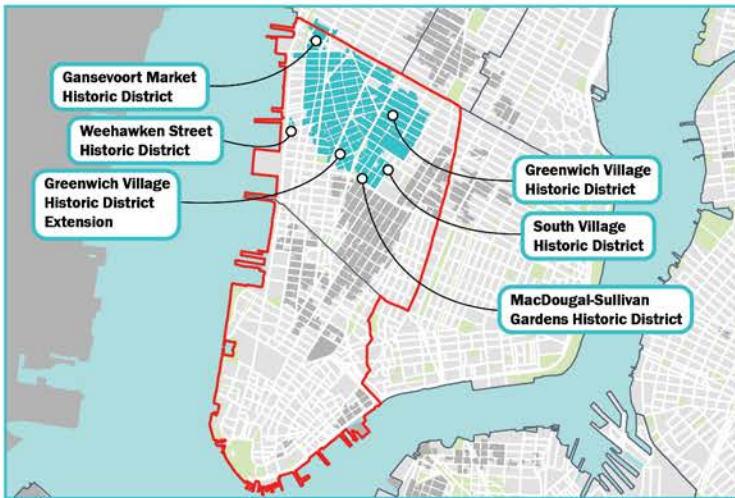 Gansevoort Market
Historic District
Weehawken Street
Historic District
Greenwich Village
Historic District
Extension
Greenwich Village
Historic District
South Village
Historic District
MacDougal-Sullivan
Gardens Historic District